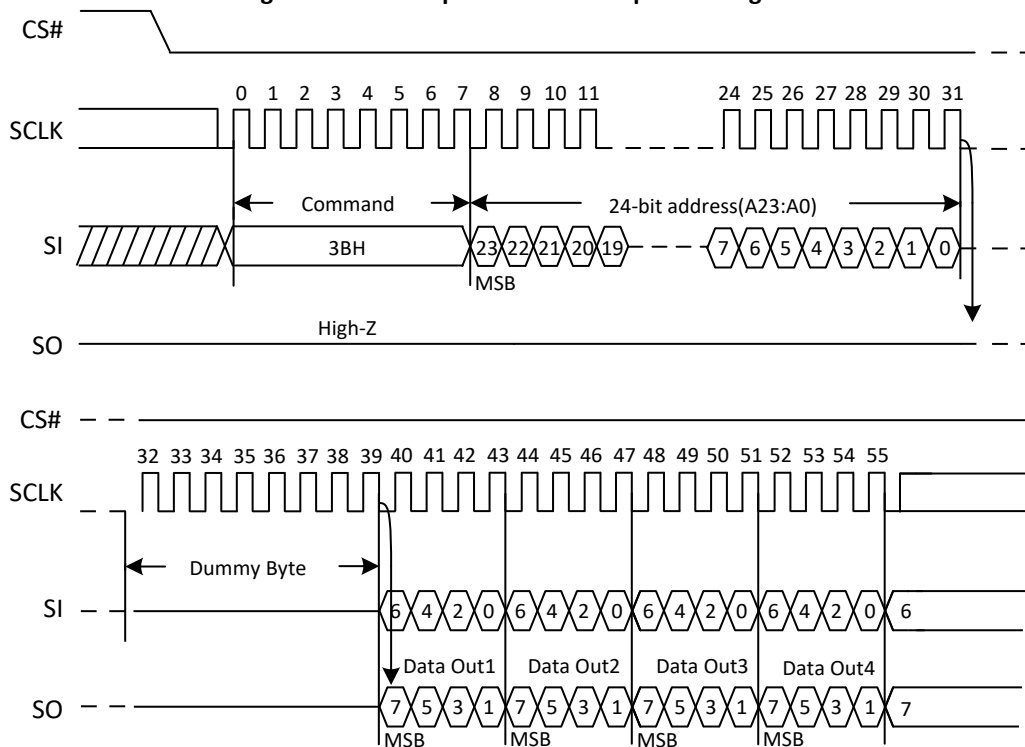 CS#
0 1 2 3 4 5 6 7 8 9 10 11 24 25 26 27 28 29 30 31
SCLK
Command 24-bit address(A23:A0)
SI 3BH 23 22 21 20 19 7 6 5 4 3 2 1 0
MSB
High-Z
SO
CS#
32 33 34 35 36 37 38 39 40 41 42 43 44 45 46 47 48 49 50 51 52 53 54 55
SCLK
Dummy Byte
SI 6 4 2 0 6 4 2 0 6 4 2 0 6 4 2 0 6
Data Out1 Data Out2 Data Out3 Data Out4
SO 7 5 3 1 7 5 3 1 7 5 3 1 7 5 3 1 7
MSB MSB MSB MSB